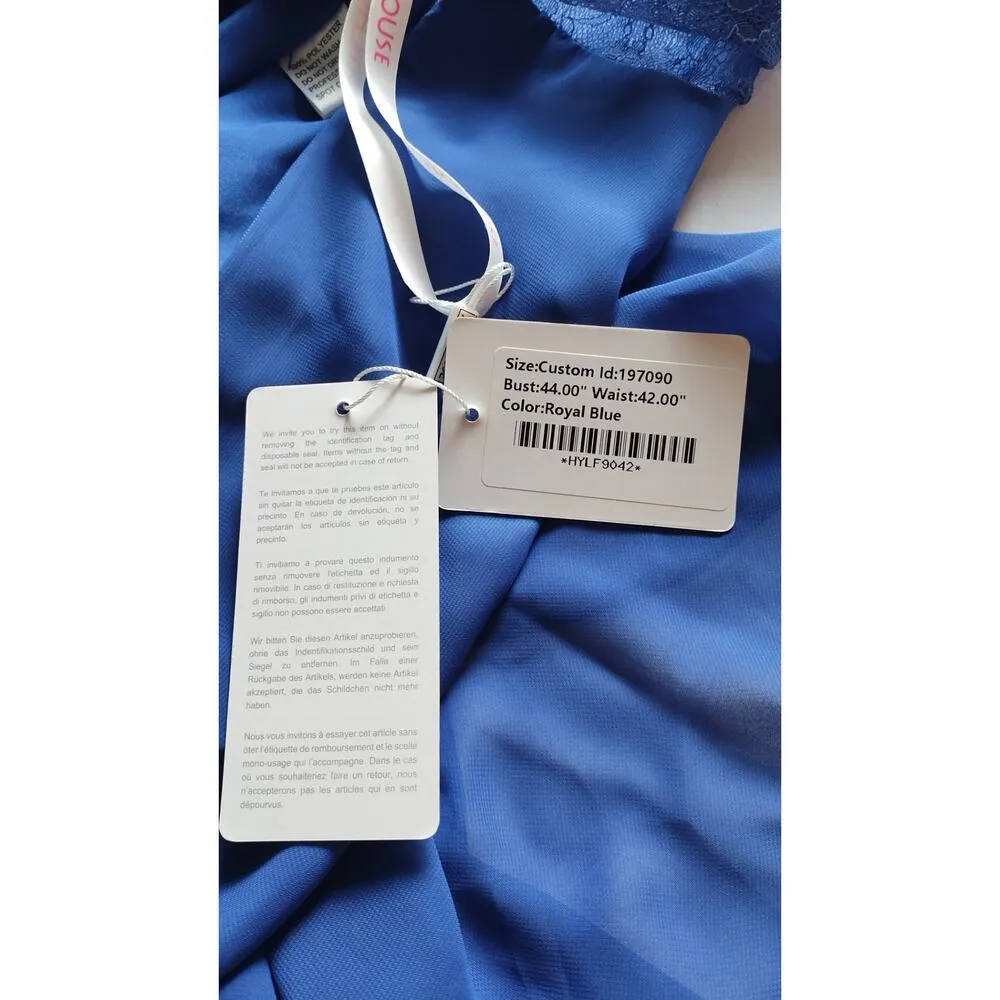 OUSE
POLYESTER
DO NOT WASH
DO NOT
SPOT
Size:Custom Id:197090
Bust:44.00" Waist:42.00"
Color:Royal Blue
*HYLF9042*
We invite you to try this item on without
removing the identification tag and
disposable seal. Items without the tag and
seal will not be accepted in case of return.
Te invitamos a que te pruebes este artículo
sin quitar la etiqueta de identificación ni su
precinto. En caso de devolución, no se
aceptarán los artículos sin etiqueta y
precinto.
Ti invitiamo a provare questo indumento
senza rimuovere l'etichetta ed il sigillo
rimovibile. In caso di restituzione e richiesta
di rimborso, gli indumenti privi di etichetta e
sigillo non possono essere accettati.
Wir bitten Sie diesen Artikel anzuprobieren,
ohne das Indentifikationsschild und sein
Siegel zu entfernen. Im Falle einer
Rückgabe des Artikels, werden keine Artikel
akzeptiert, die das Schildchen nicht mehr
haben.
Nous vous invitons à essayer cet article sans
ôter l'étiquette de remboursement et le scellé
mono-usage qui l'accompagne. Dans le cas
où vous souhaiteriez faire un retour, nous
n'accepterons pas les articles qui en sont
dépourvus.